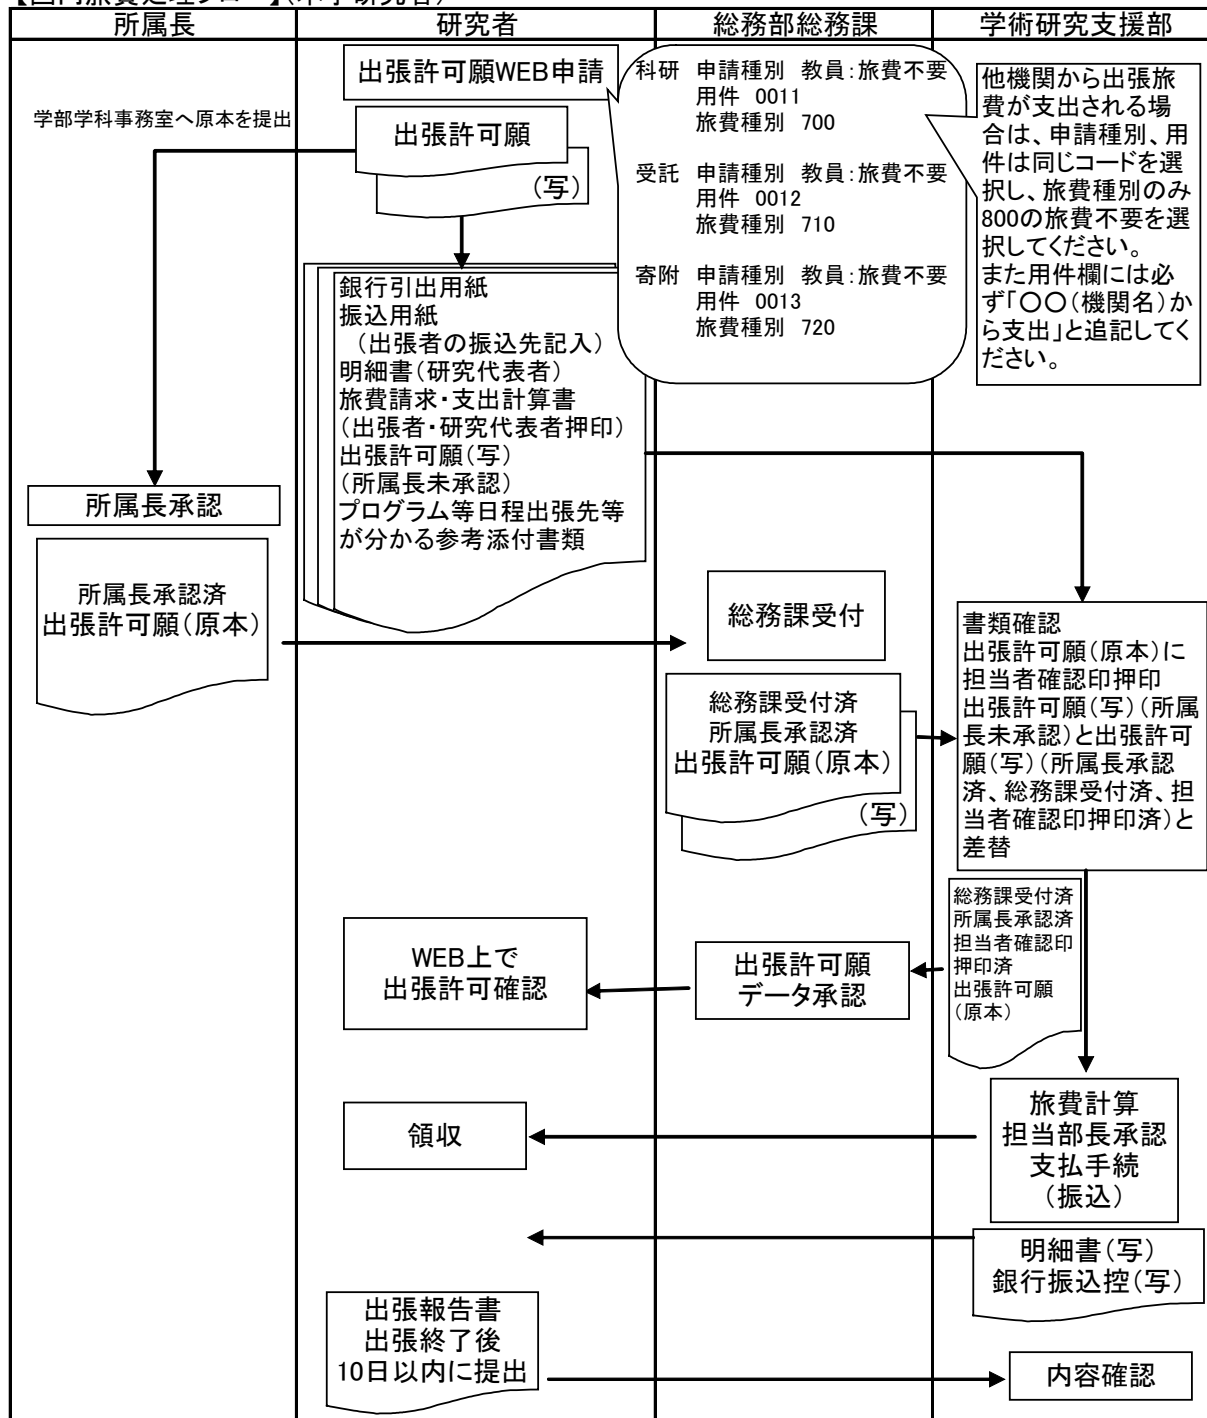 所属長
研究者
総務部総務課
学術研究支援部
出張許可願WEB申請
学部学科事務室へ原本を提出
出張許可願
(写)
科研 申請種別 教員:旅費不要
用件 0011
旅費種別 700
受託 申請種別 教員:旅費不要
用件 0012
旅費種別 710
寄附 申請種別 教員:旅費不要
用件 0013
旅費種別 720
他機関から出張旅
費が支出される場
合は、申請種別、用
件は同じコードを選
択し、旅費種別のみ
800の旅費不要を選
択してください。
また用件欄には必
ず「〇〇(機関名)か
ら支出」と追記してく
ださい。
銀行引出用紙
振込用紙
(出張者の振込先記入)
明細書(研究代表者)
旅費請求・支出計算書
(出張者・研究代表者押印)
出張許可願(写)
(所属長未承認)
プログラム等日程出張先等
が分かる参考添付書類
所属長承認
所属長承認済
出張許可願(原本)
総務課受付
総務課受付済
所属長承認済
出張許可願(原本)
(写)
書類確認
出張許可願(原本)に
担当者確認印押印
出張許可願(写)(所属
長未承認)と出張許可
願(写)(所属長承認
済、総務課受付済、担
当者確認印押印済)と
差替
総務課受付済
所属長承認済
担当者確認印
押印済
出張許可願
(原本)
出張許可願
データ承認
WEB上で
出張許可確認
旅費計算
担当部長承認
支払手続
(振込)
領収
明細書(写)
銀行振込控(写)
出張報告書
出張終了後
10日以内に提出
内容確認